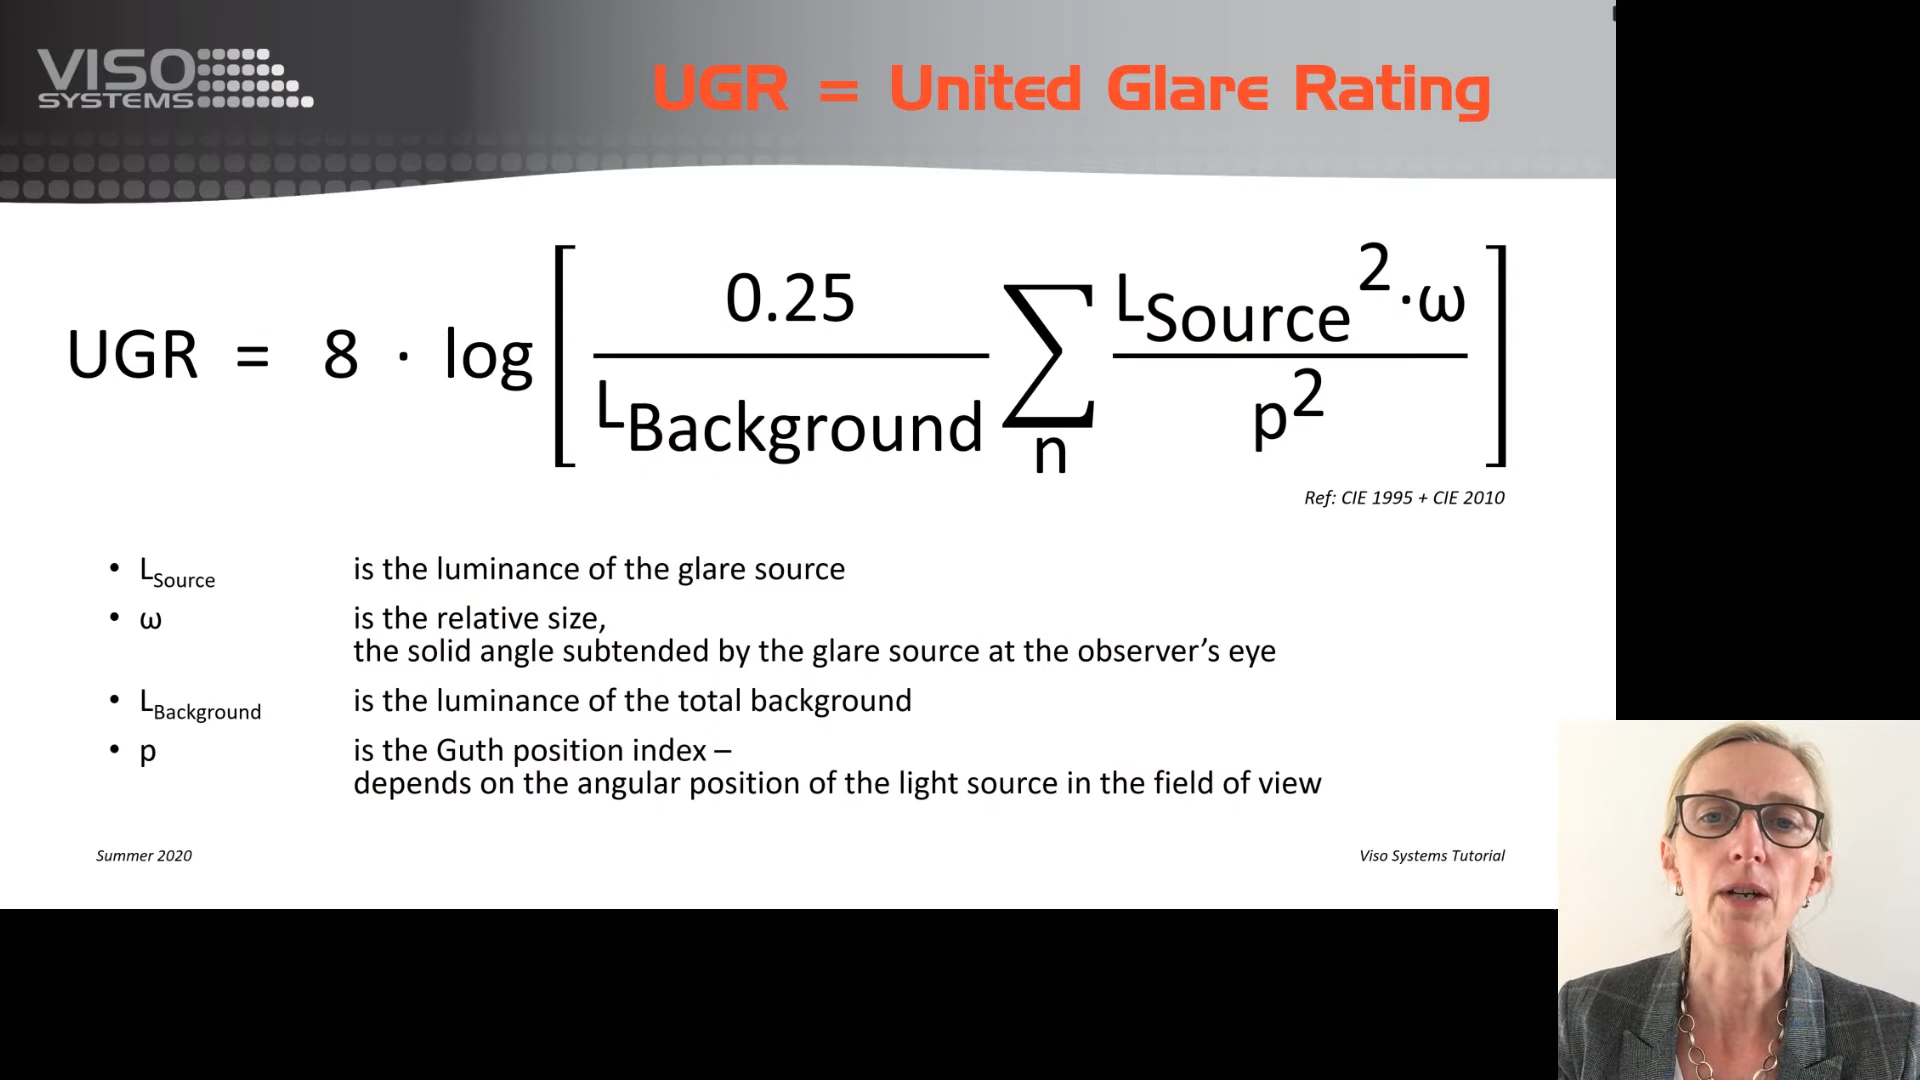 VISO
SYSTEMS
UGR = United Glare Rating
UGR = 8 · log [ 0.25 / L_Background ∑_n L_Source² · ω / p² ]
Ref: CIE 1995 + CIE 2010
• L_Source is the luminance of the glare source
• ω is the relative size,
the solid angle subtended by the glare source at the observer’s eye
• L_Background is the luminance of the total background
• p is the Guth position index –
depends on the angular position of the light source in the field of view
Summer 2020
Viso Systems Tutorial